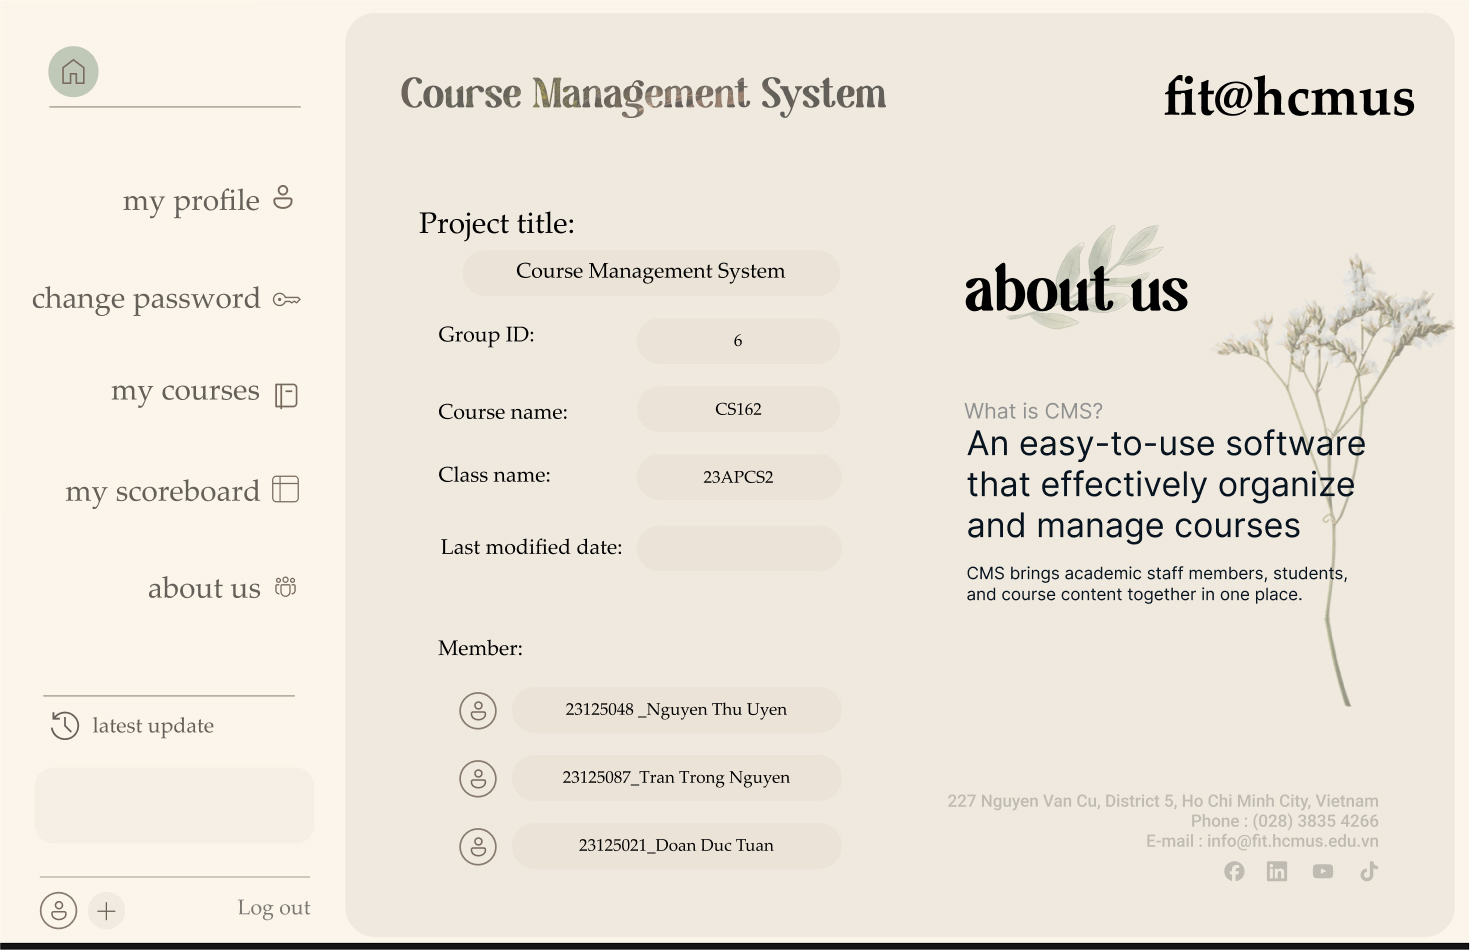 my profile
change password
my courses
my scoreboard
about us
latest update
Log out
Course Management System
fit@hcmus
Project title:
Course Management System
Group ID:
6
Course name:
CS162
Class name:
23APCS2
Last modified date:
Member:
23125048 _Nguyen Thu Uyen
23125087_Tran Trong Nguyen
23125021_Doan Duc Tuan
about us
What is CMS?
An easy-to-use software
that effectively organize
and manage courses
CMS brings academic staff members, students,
and course content together in one place.
227 Nguyen Van Cu, District 5, Ho Chi Minh City, Vietnam
Phone : (028) 3835 4266
E-mail : info@fit.hcmus.edu.vn